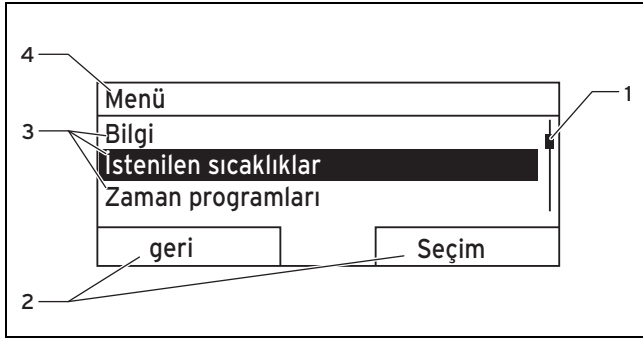 4
Menü
1
3
Bilgi
İstenilen sıcaklıklar
Zaman programları
geri
Seçim
2